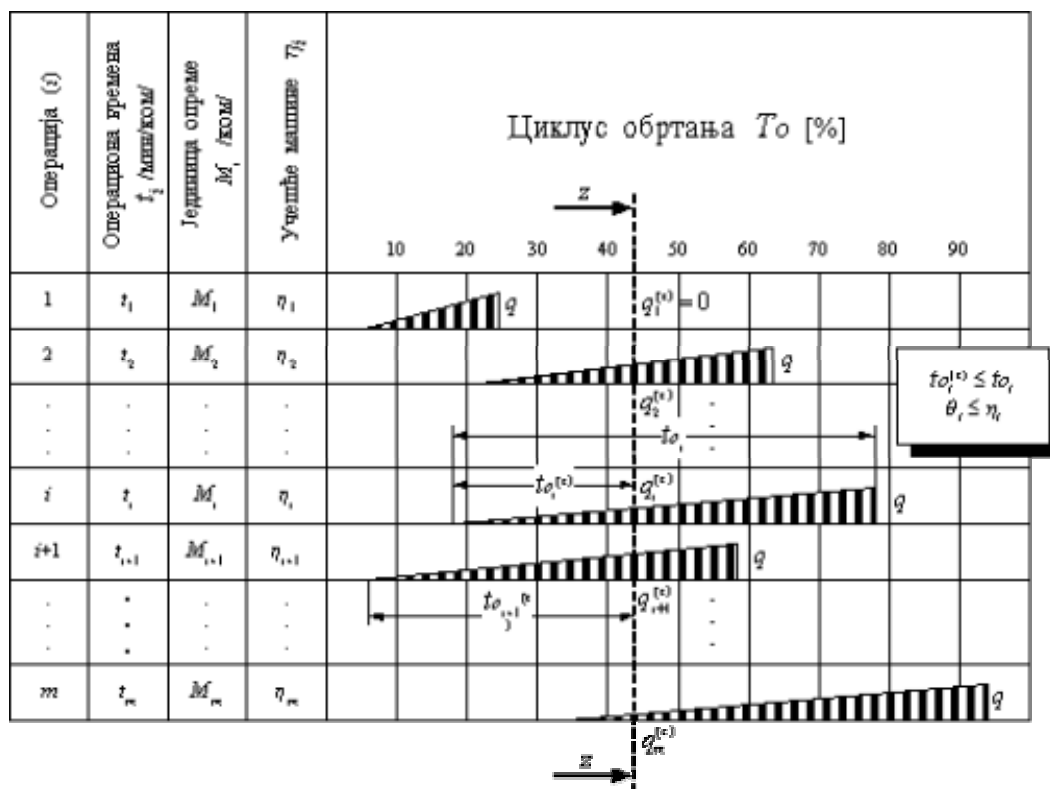 Операција (i)
Операциона времена
t_i /мин/ком/
Јединица опреме
M_i /ком/
Учешће машине η_i
Циклус обртања To [%]
z
10 20 30 40 50 60 70 80 90
1 t_1 M_1 η_1 q q_1^[z] = 0
2 t_2 M_2 η_2 q
q_2^[z]
to_i^[z] ≤ to_i
θ_i ≤ η_i
to_i
to_i^[z] q_i^[z]
i t_i M_i η_i q
i+1 t_i+1 M_i+1 η_i+1 q
to_i+1^[z] q_i+1^[z]
m t_m M_m η_m q
q_m^[z]
z